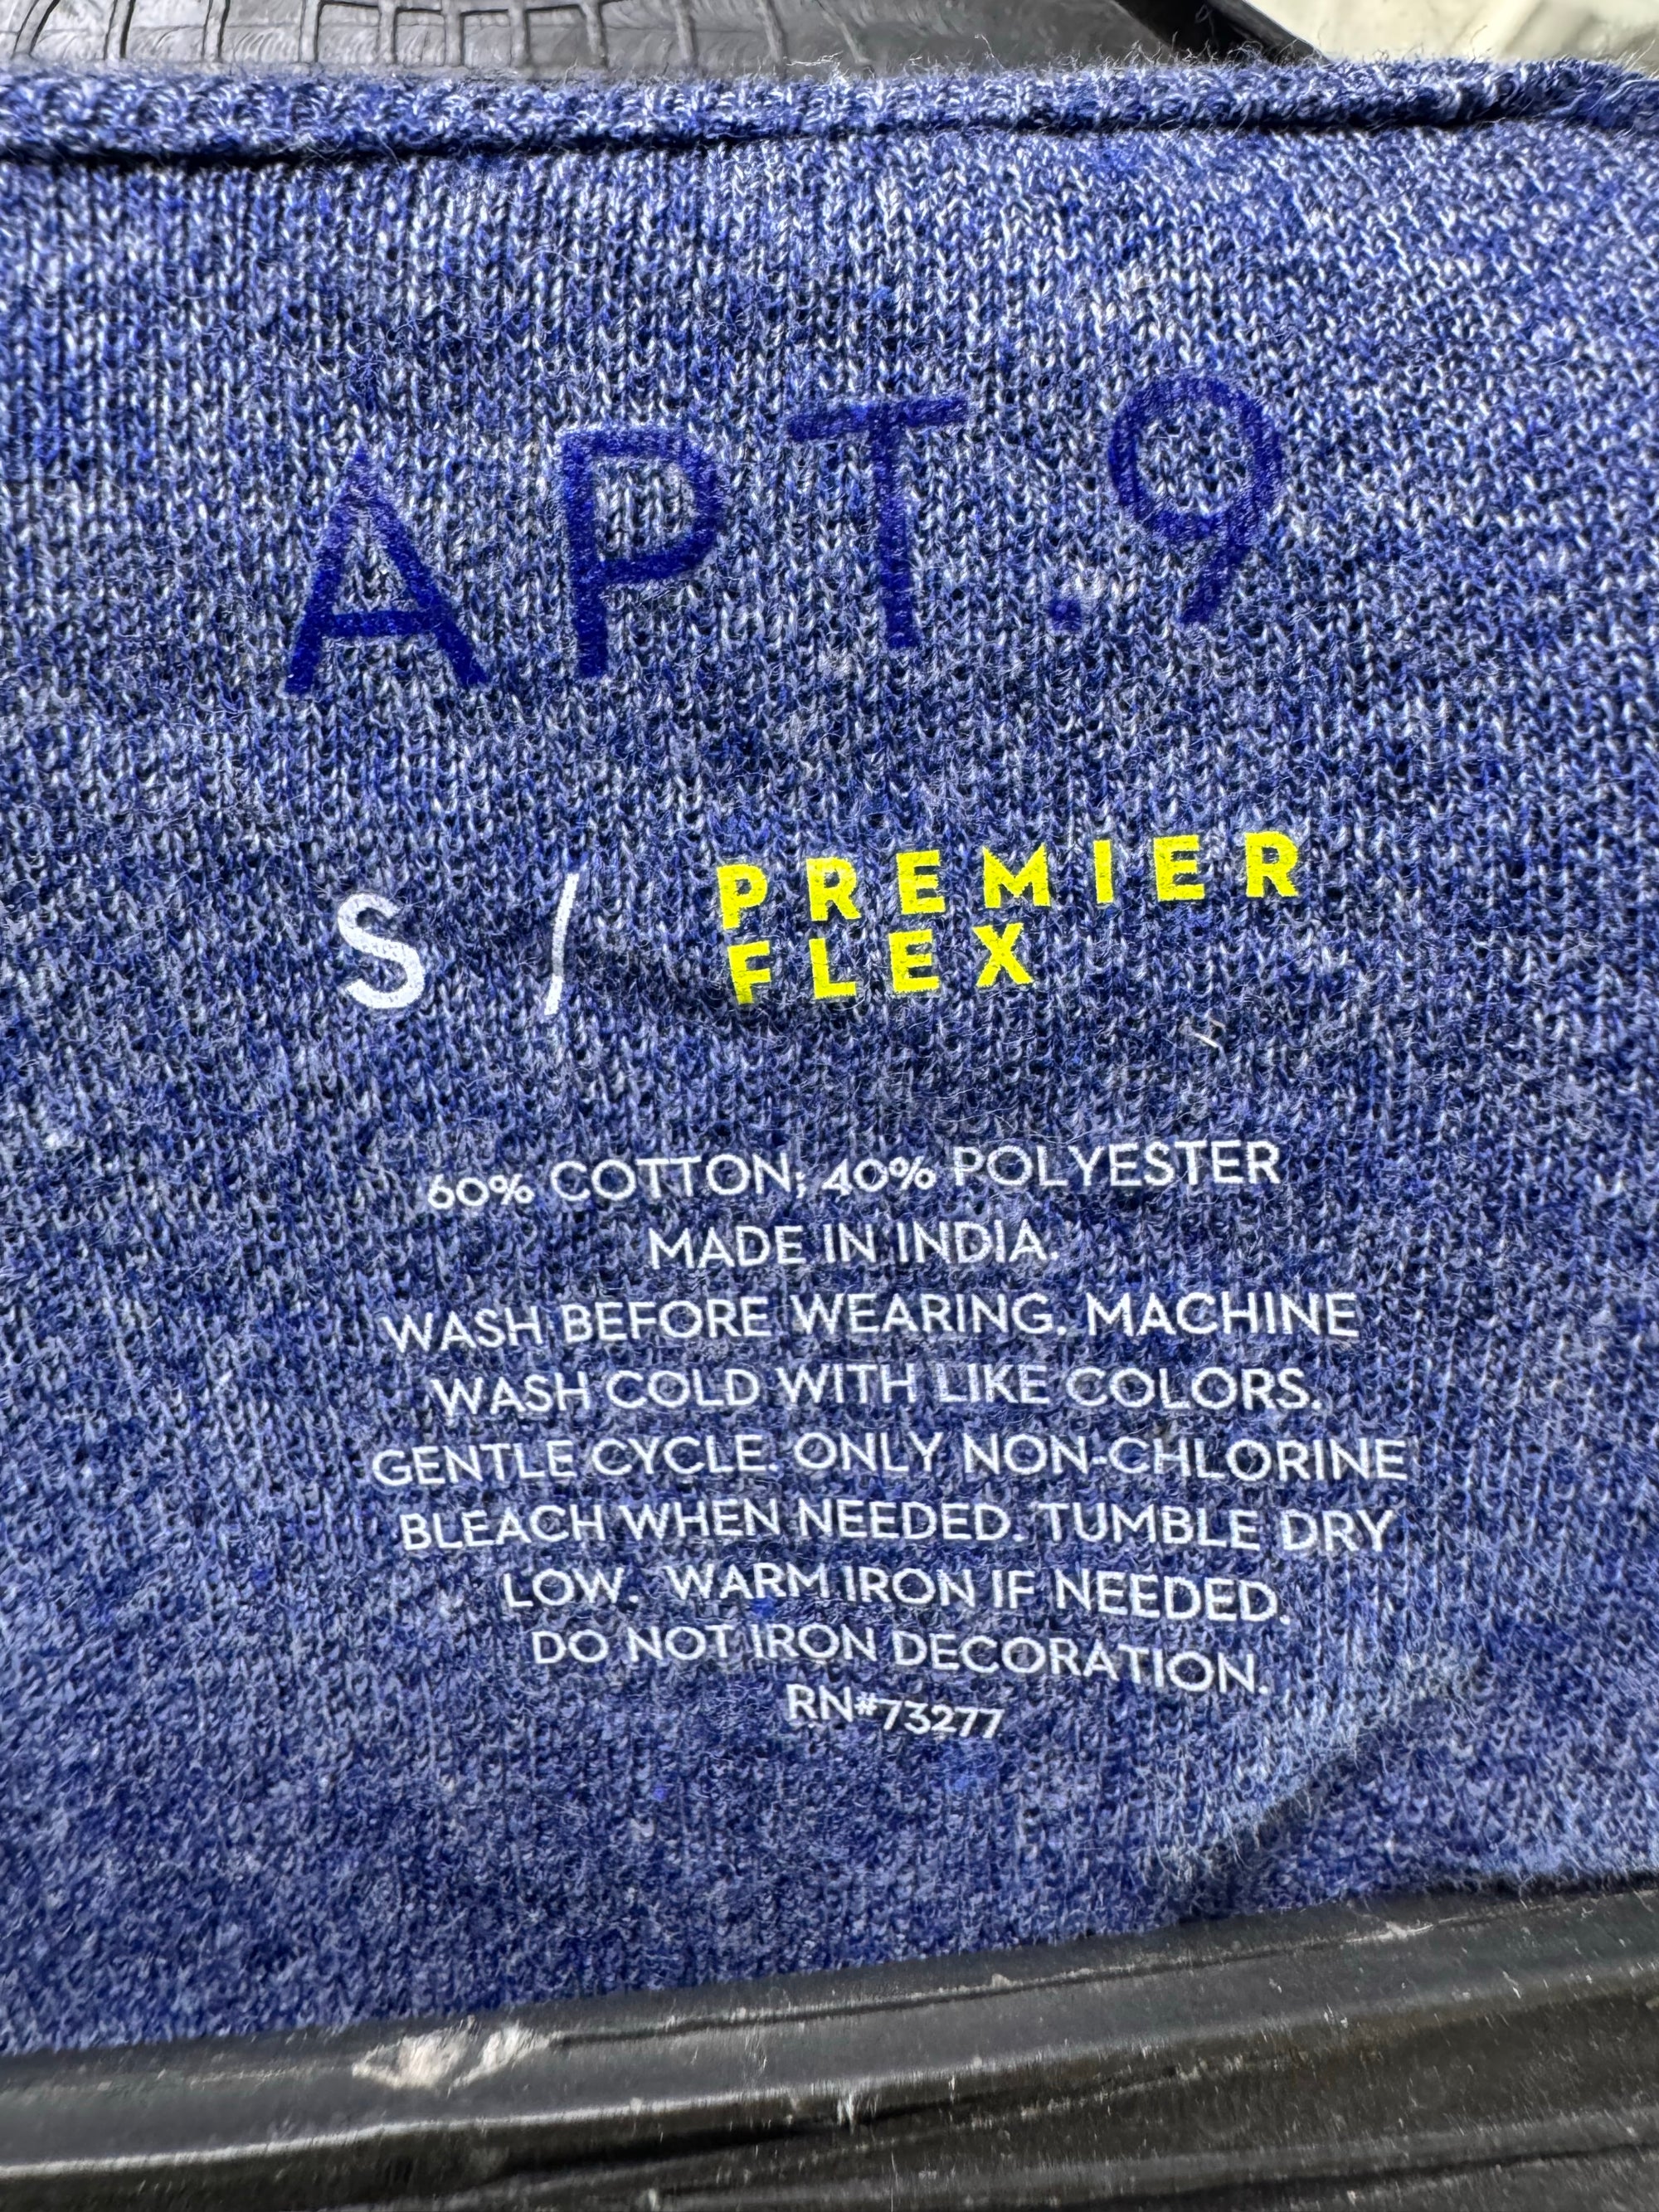 APT.9
S / PREMIER
FLEX
60% COTTON; 40% POLYESTER
MADE IN INDIA.
WASH BEFORE WEARING. MACHINE
WASH COLD WITH LIKE COLORS.
GENTLE CYCLE. ONLY NON-CHLORINE
BLEACH WHEN NEEDED. TUMBLE DRY
LOW. WARM IRON IF NEEDED.
DO NOT IRON DECORATION.
RN#73277